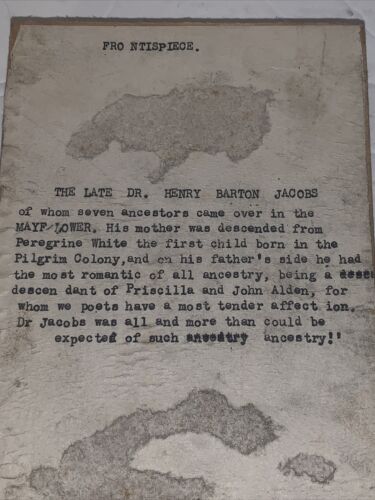 FRO NTISPIECE.
THE LATE DR. HENRY BARTON JACOBS
of whom seven ancestors came over in the
MAYF/LOWER. His mother was descended from
Peregrine White the first child born in the
Pilgrim Colony,and on his father's side he had
the most romantic of all ancestry, being a desc
descen dant of Priscilla and John Alden, for
whom we poets have a most tender affect ion.
Dr Jacobs was all and more than could be
expected of such ancestry ancestry!'